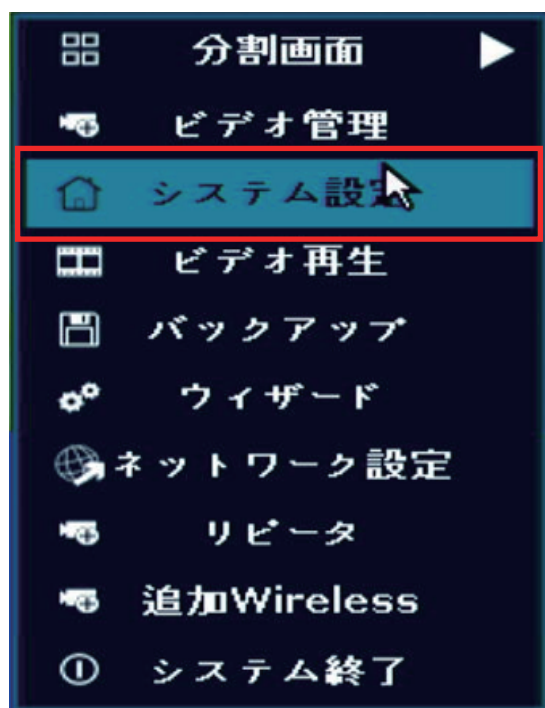 分割画面
ビデオ管理
システム設定
ビデオ再生
バックアップ
ウィザード
ネットワーク設定
リピータ
追加Wireless
システム終了